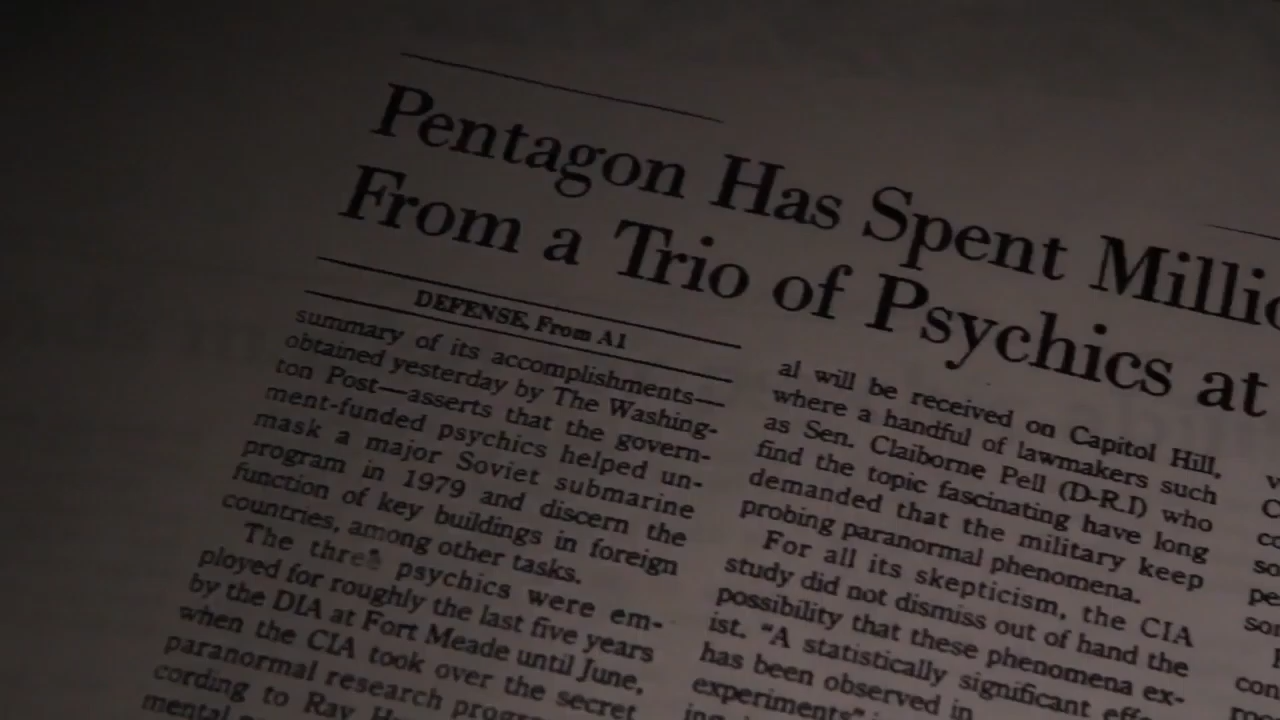 Pentagon Has Spent
From a Trio of Psychics at
DEFENSE, From A1
summary of its accomplishments—
obtained yesterday by The Washing-
ton Post—asserts that the govern-
ment-funded psychics helped un-
mask a major Soviet submarine
program in 1979 and discern the
function of key buildings in foreign
countries, among other tasks.
The three psychics were em-
ployed for roughly the last five years
by the DIA at Fort Meade until June,
when the CIA took over the secret
paranormal research
cording to Ray
al will be received on Capitol Hill,
where a handful of lawmakers such
as Sen. Claiborne Pell (D-R.I) who
find the topic fascinating have long
demanded that the military keep
probing paranormal phenomena.
For all its skepticism, the CIA
study did not dismiss out of hand the
possibility that these phenomena ex-
ist. “A statistically significant
has been observed in
experiments”